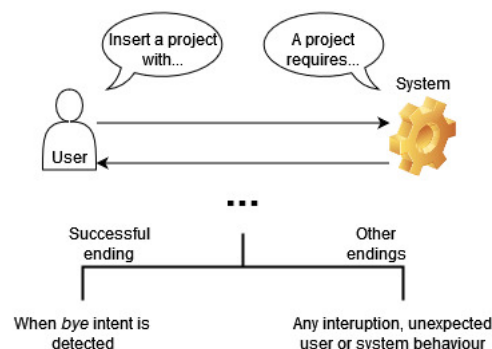 Insert a project
with...
A project
requires...
System
User
...
Successful
ending
Other
endings
When bye intent is
detected
Any interuption, unexpected
user or system behaviour